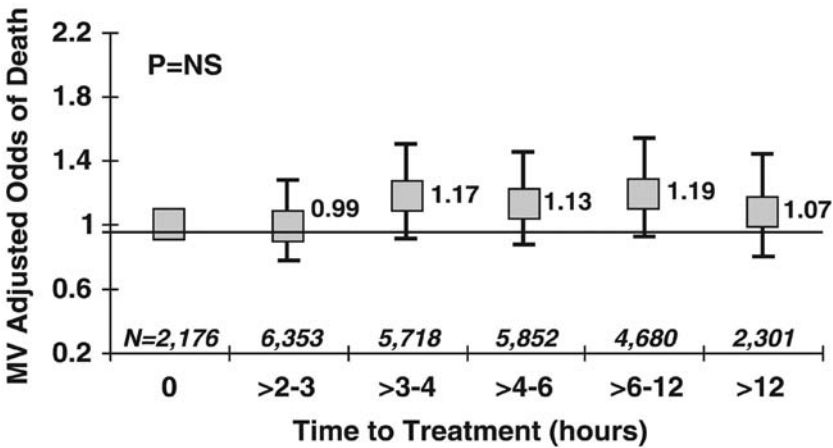 MV Adjusted Odds of Death
2.2
1.8
1.4
1
0.6
0.2
P=NS
0.99
1.17
1.13
1.19
1.07
N=2,176 6,353 5,718 5,852 4,680 2,301
0 >2-3 >3-4 >4-6 >6-12 >12
Time to Treatment (hours)